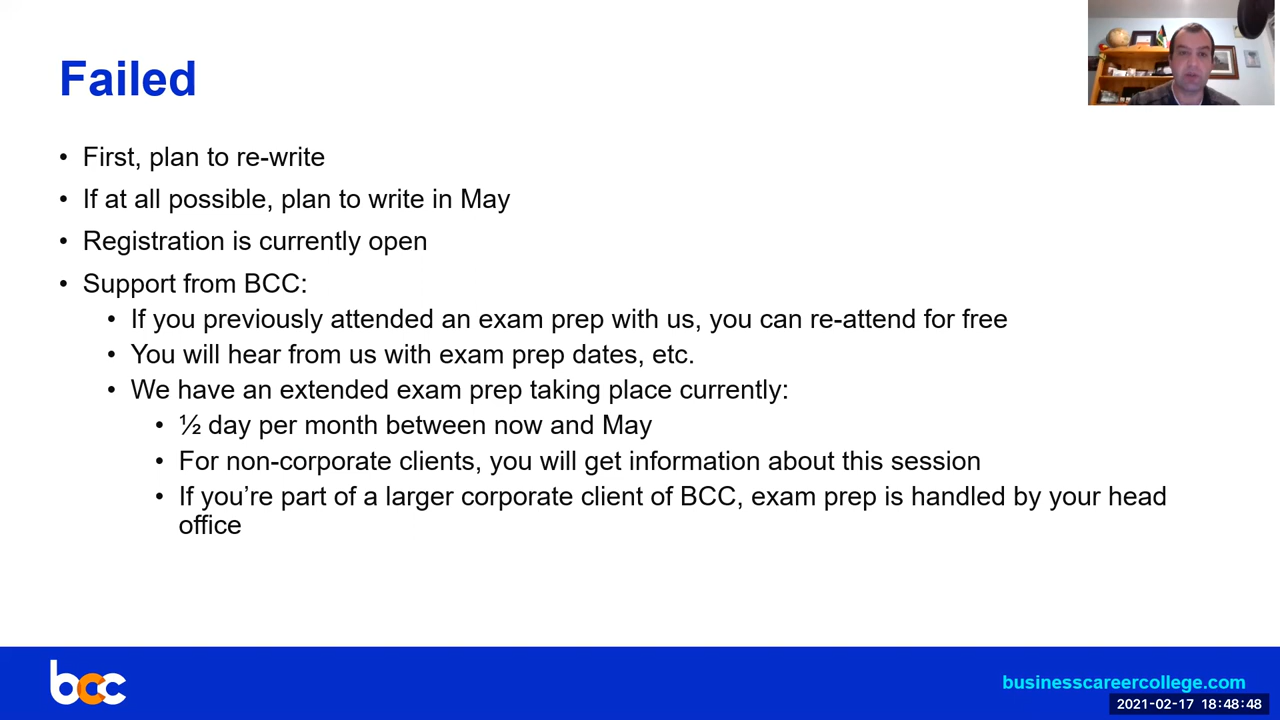 Failed
• First, plan to re-write
• If at all possible, plan to write in May
• Registration is currently open
• Support from BCC:
• If you previously attended an exam prep with us, you can re-attend for free
• You will hear from us with exam prep dates, etc.
• We have an extended exam prep taking place currently:
• ½ day per month between now and May
• For non-corporate clients, you will get information about this session
• If you’re part of a larger corporate client of BCC, exam prep is handled by your head
office
bcc
businesscareercollege.com
2021-02-17 18:48:48